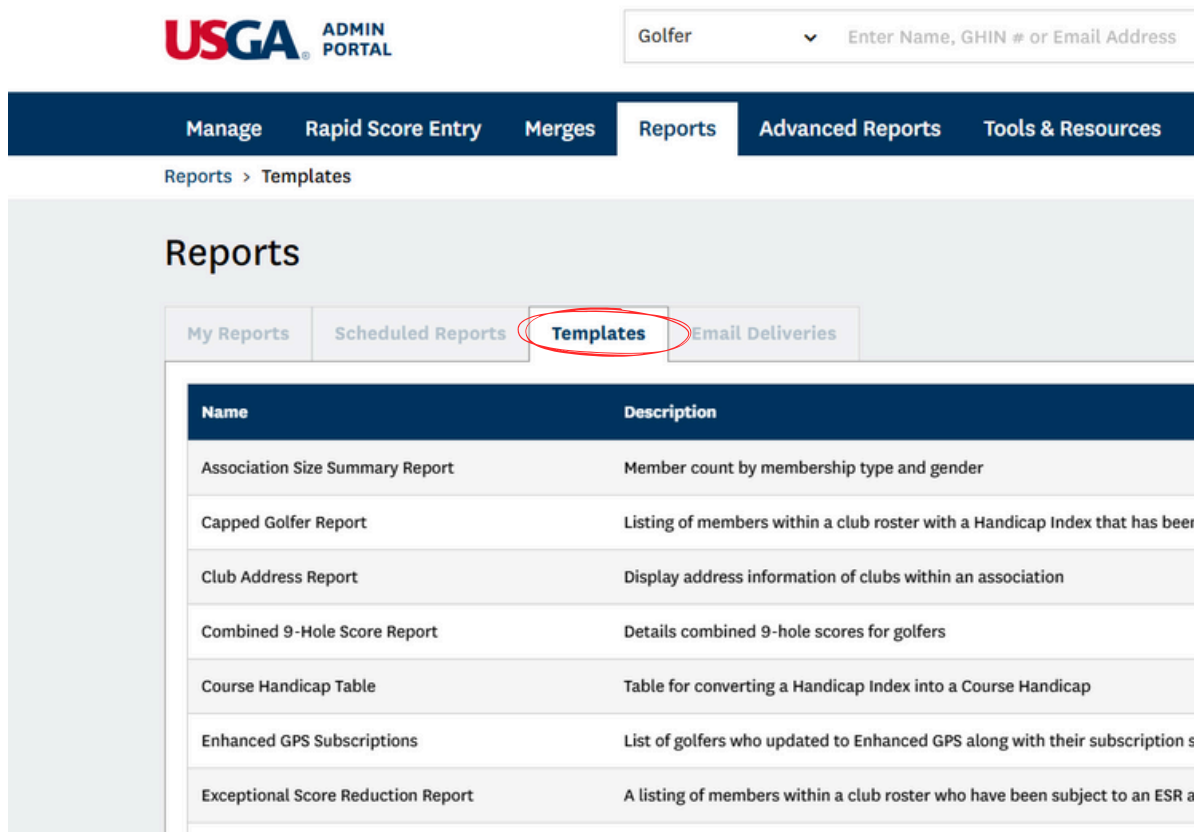 USGA® ADMIN
PORTAL
Golfer Enter Name, GHIN # or Email Address
Manage Rapid Score Entry Merges Reports Advanced Reports Tools & Resources
Reports > Templates
Reports
My Reports Scheduled Reports Templates Email Deliveries
Name Description
Association Size Summary Report Member count by membership type and gender
Capped Golfer Report Listing of members within a club roster with a Handicap Index that has been
Club Address Report Display address information of clubs within an association
Combined 9-Hole Score Report Details combined 9-hole scores for golfers
Course Handicap Table Table for converting a Handicap Index into a Course Handicap
Enhanced GPS Subscriptions List of golfers who updated to Enhanced GPS along with their subscription s
Exceptional Score Reduction Report A listing of members within a club roster who have been subject to an ESR a